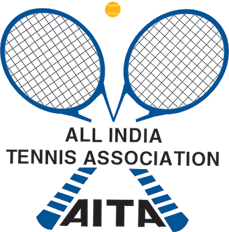 ALL INDIA
TENNIS ASSOCIATION
AITA